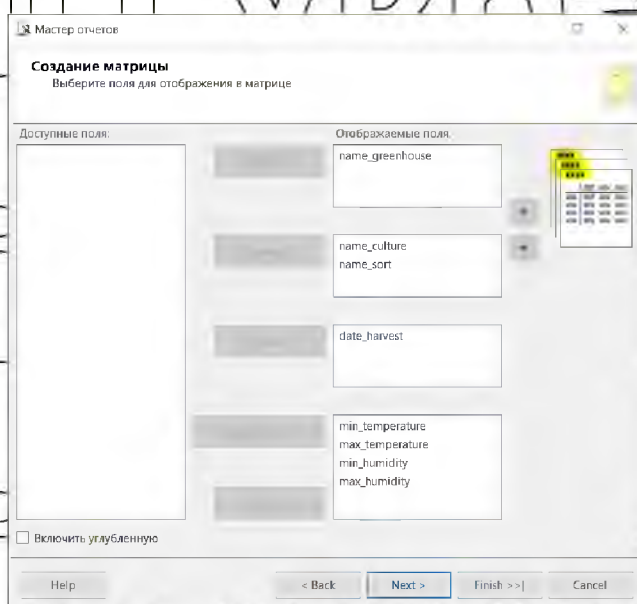 Мастер отчетов
Создание матрицы
Выберите поля для отображения в матрице
Доступные поля:
Отображаемые поля:
name_greenhouse
name_culture
name_sort
date_harvest
min_temperature
max_temperature
min_humidity
max_humidity
Включить углубленную
Help
< Back
Next >
Finish >>|
Cancel